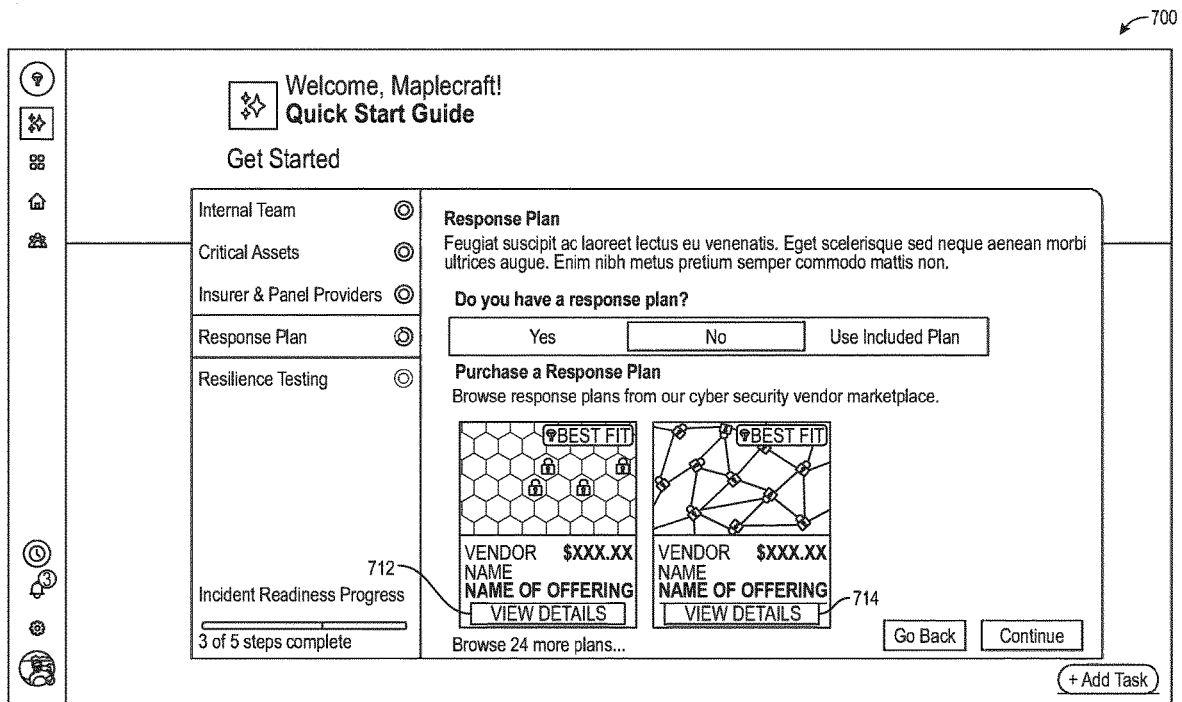 700
Welcome, Maplecraft!
Quick Start Guide
Get Started
Internal Team
Critical Assets
Insurer & Panel Providers
Response Plan
Resilience Testing
Incident Readiness Progress
3 of 5 steps complete
Response Plan
Feugiat suscipit ac laoreet lectus eu venenatis. Eget scelerisque sed neque aenean morbi
ultrices augue. Enim nibh metus pretium semper commodo mattis non.
Do you have a response plan?
Yes No Use Included Plan
Purchase a Response Plan
Browse response plans from our cyber security vendor marketplace.
BEST FIT
VENDOR $XXX.XX
NAME
NAME OF OFFERING
VIEW DETAILS
712
BEST FIT
VENDOR $XXX.XX
NAME
NAME OF OFFERING
VIEW DETAILS
714
Browse 24 more plans...
Go Back Continue
+ Add Task
3